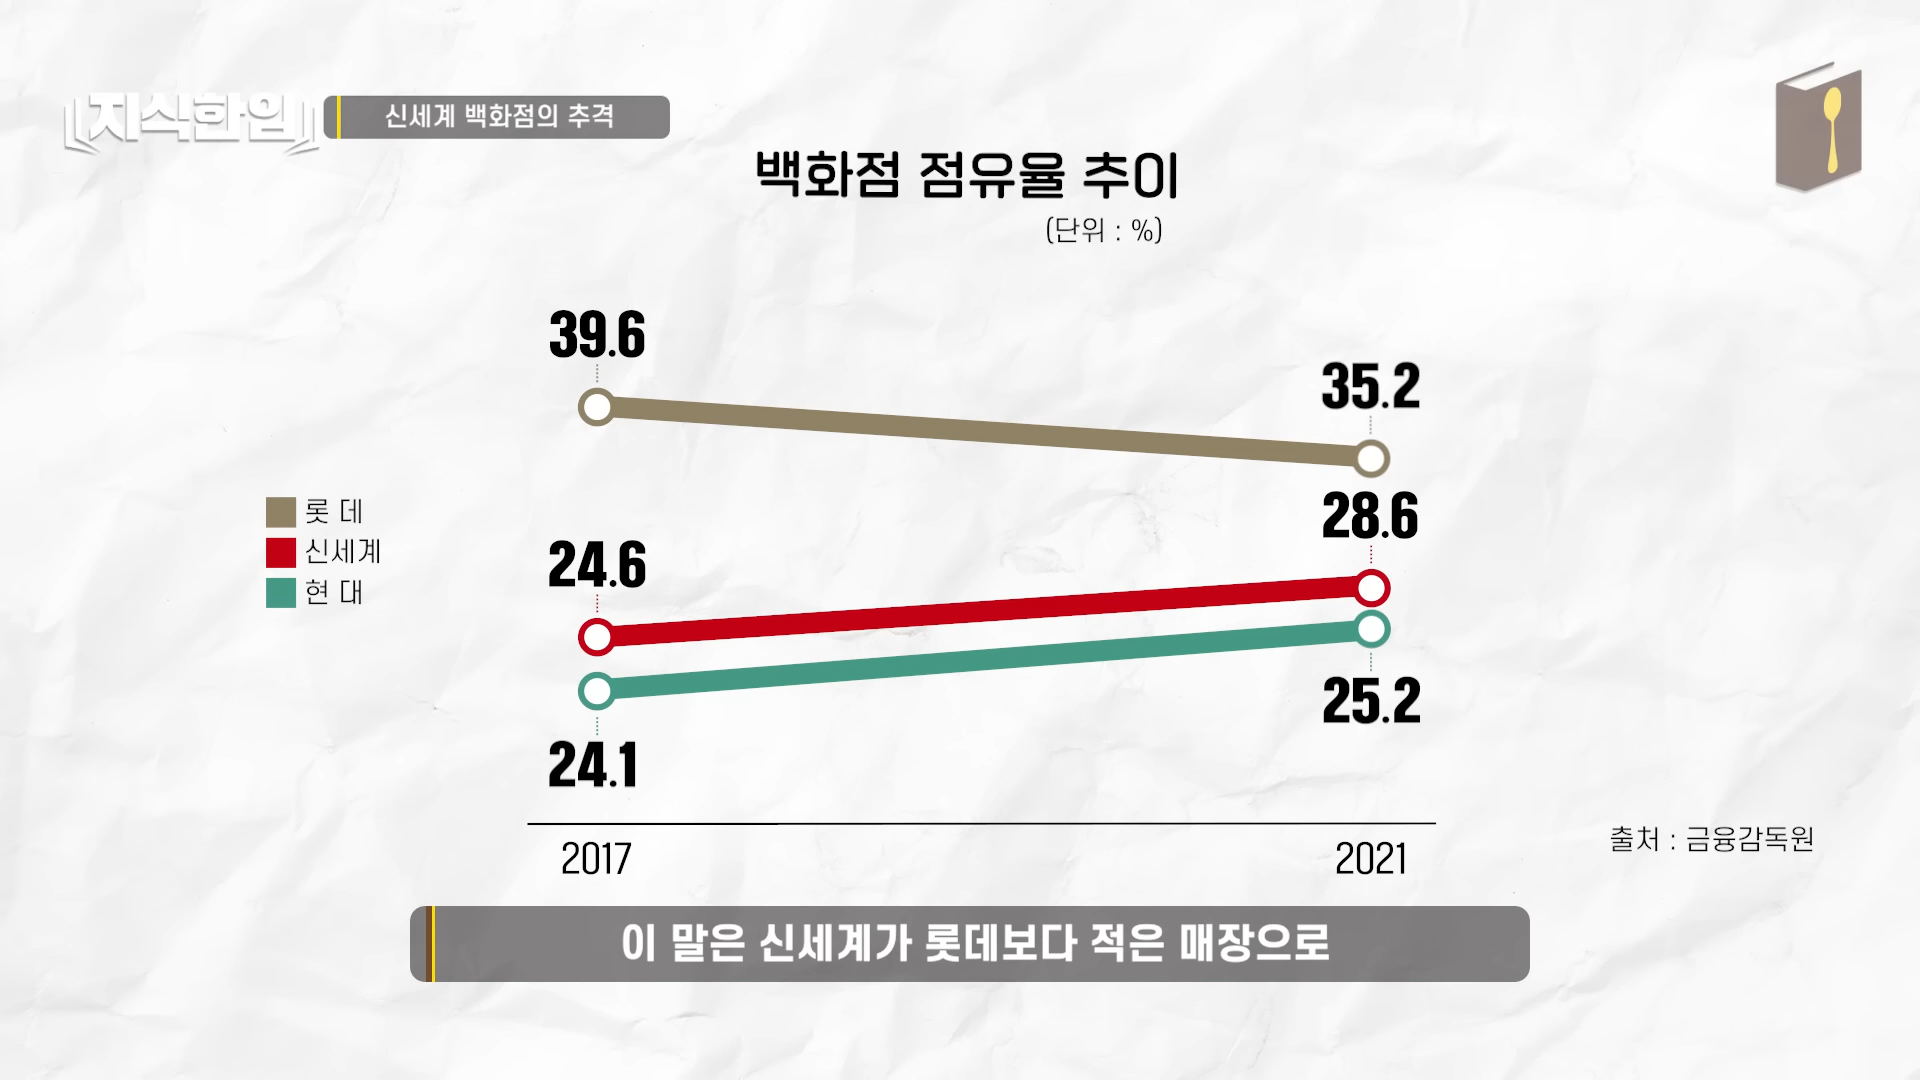 지식한입
신세계 백화점의 추격
백화점 점유율 추이
(단위 : %)
39.6
35.2
28.6
24.6
25.2
24.1
롯 데
신세계
현 대
2017
2021
출처 : 금융감독원
이 말은 신세계가 롯데보다 적은 매장으로